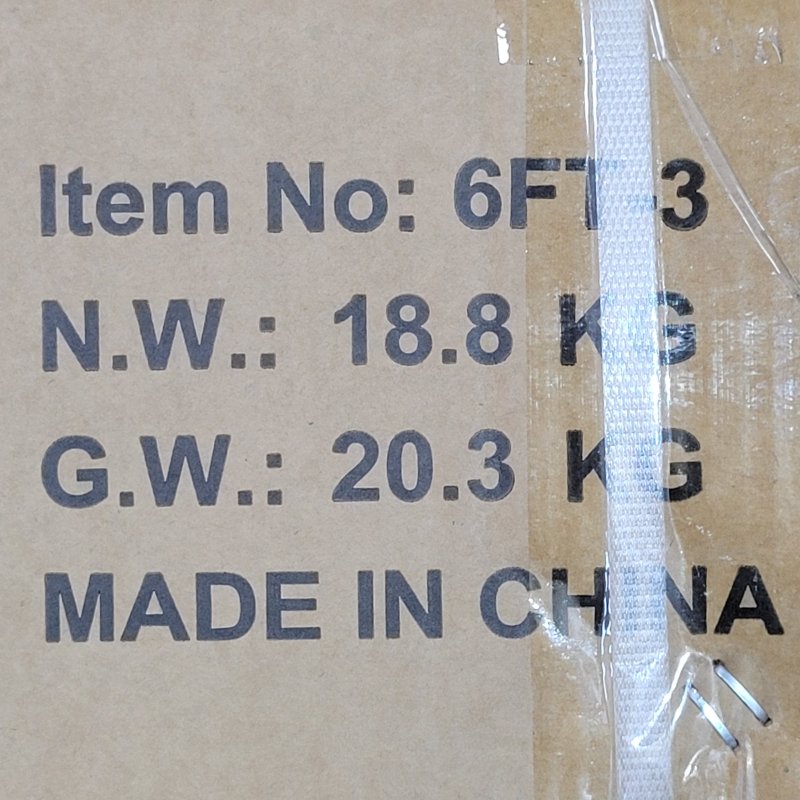 Item No: 6FT-3
N.W.: 18.8 KG
G.W.: 20.3 KG
MADE IN CHINA